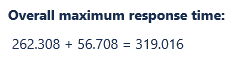 Overall maximum response time:
262.308 + 56.708 = 319.016